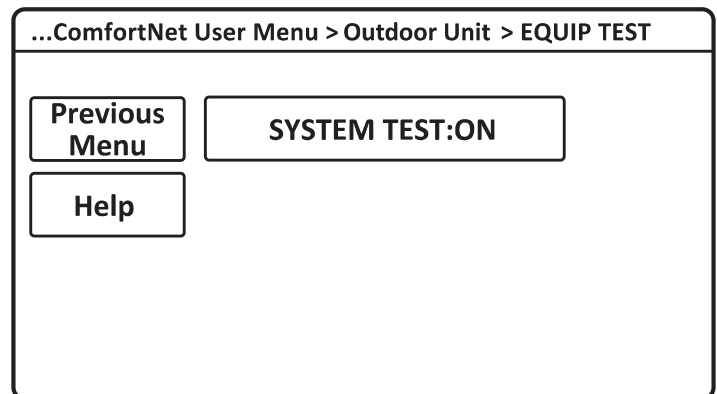 ...ComfortNet User Menu > Outdoor Unit > EQUIP TEST
Previous
Menu
SYSTEM TEST:ON
Help